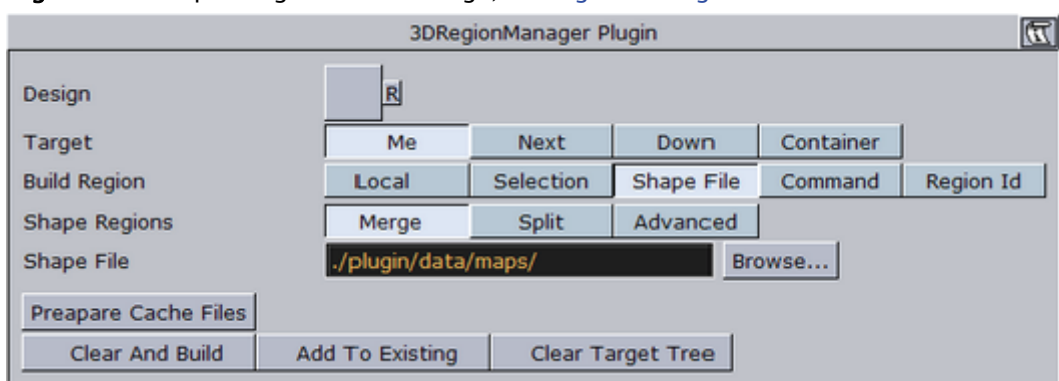 3DRegionManager Plugin
Design R
Target Me Next Down Container
Build Region Local Selection Shape File Command Region Id
Shape Regions Merge Split Advanced
Shape File ./plugin/data/maps/ Browse...
Preapare Cache Files
Clear And Build Add To Existing Clear Target Tree